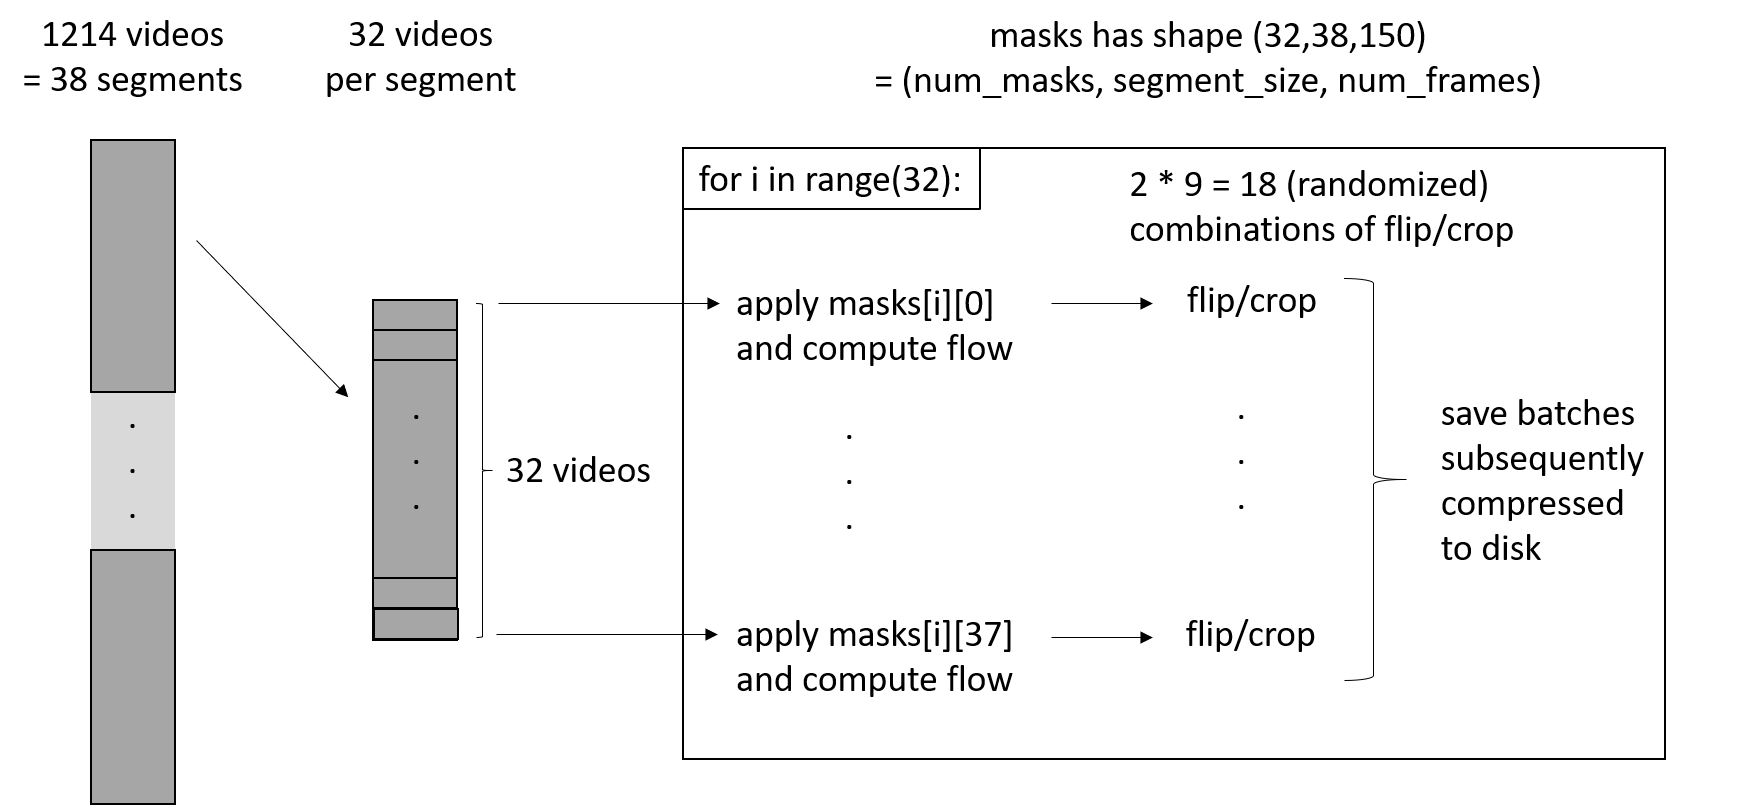 1214 videos
= 38 segments
32 videos
per segment
masks has shape (32,38,150)
= (num_masks, segment_size, num_frames)
for i in range(32):
2 * 9 = 18 (randomized)
combinations of flip/crop
apply masks[i][0]
and compute flow
flip/crop
.
.
.
.
.
.
.
.
.
.
.
.
32 videos
save batches
subsequently
compressed
to disk
apply masks[i][37]
and compute flow
flip/crop